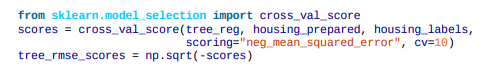 from sklearn.model_selection import cross_val_score
scores = cross_val_score(tree_reg, housing_prepared, housing_labels,
                         scoring="neg_mean_squared_error", cv=10)
tree_rmse_scores = np.sqrt(-scores)